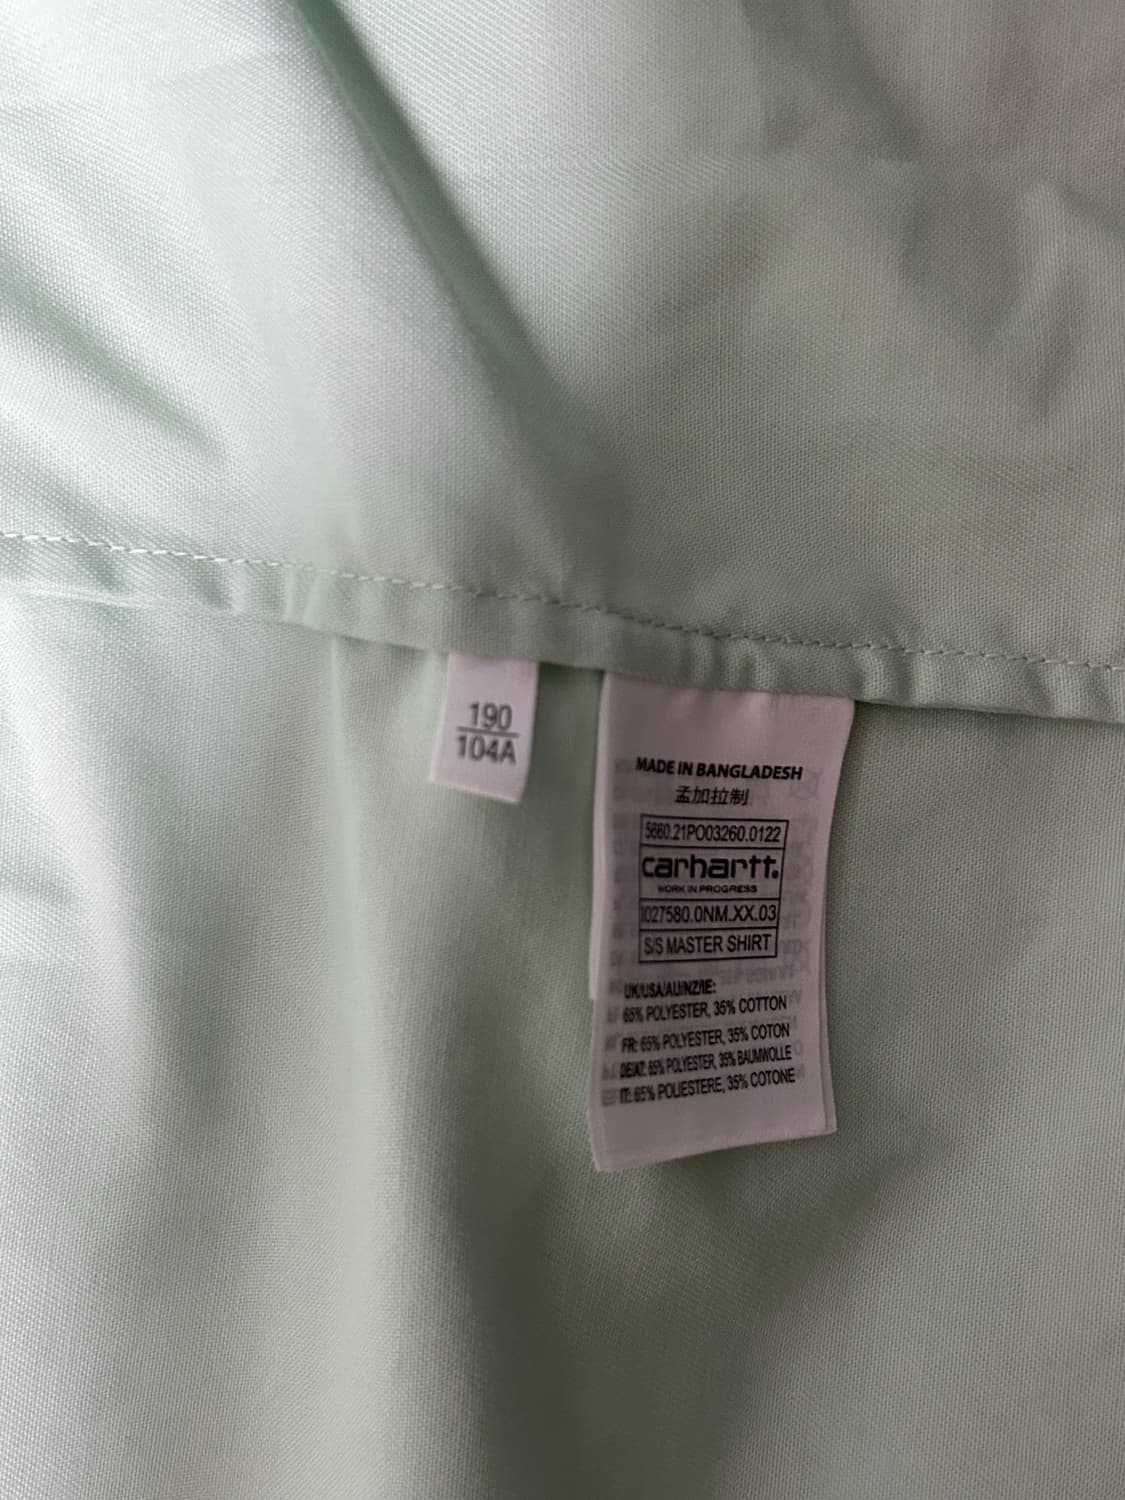 190
104A
MADE IN BANGLADESH
孟加拉制
5660.21PO03260.0122
carhartt.
WORK IN PROGRESS
I027580.0NM.XX.03
S/S MASTER SHIRT
UK/USA/AU/NZ/IE:
65% POLYESTER, 35% COTTON
FR: 65% POLYESTER, 35% COTON
DE/AT: 65% POLYESTER, 35% BAUMWOLLE
IT: 65% POLIESTERE, 35% COTONE